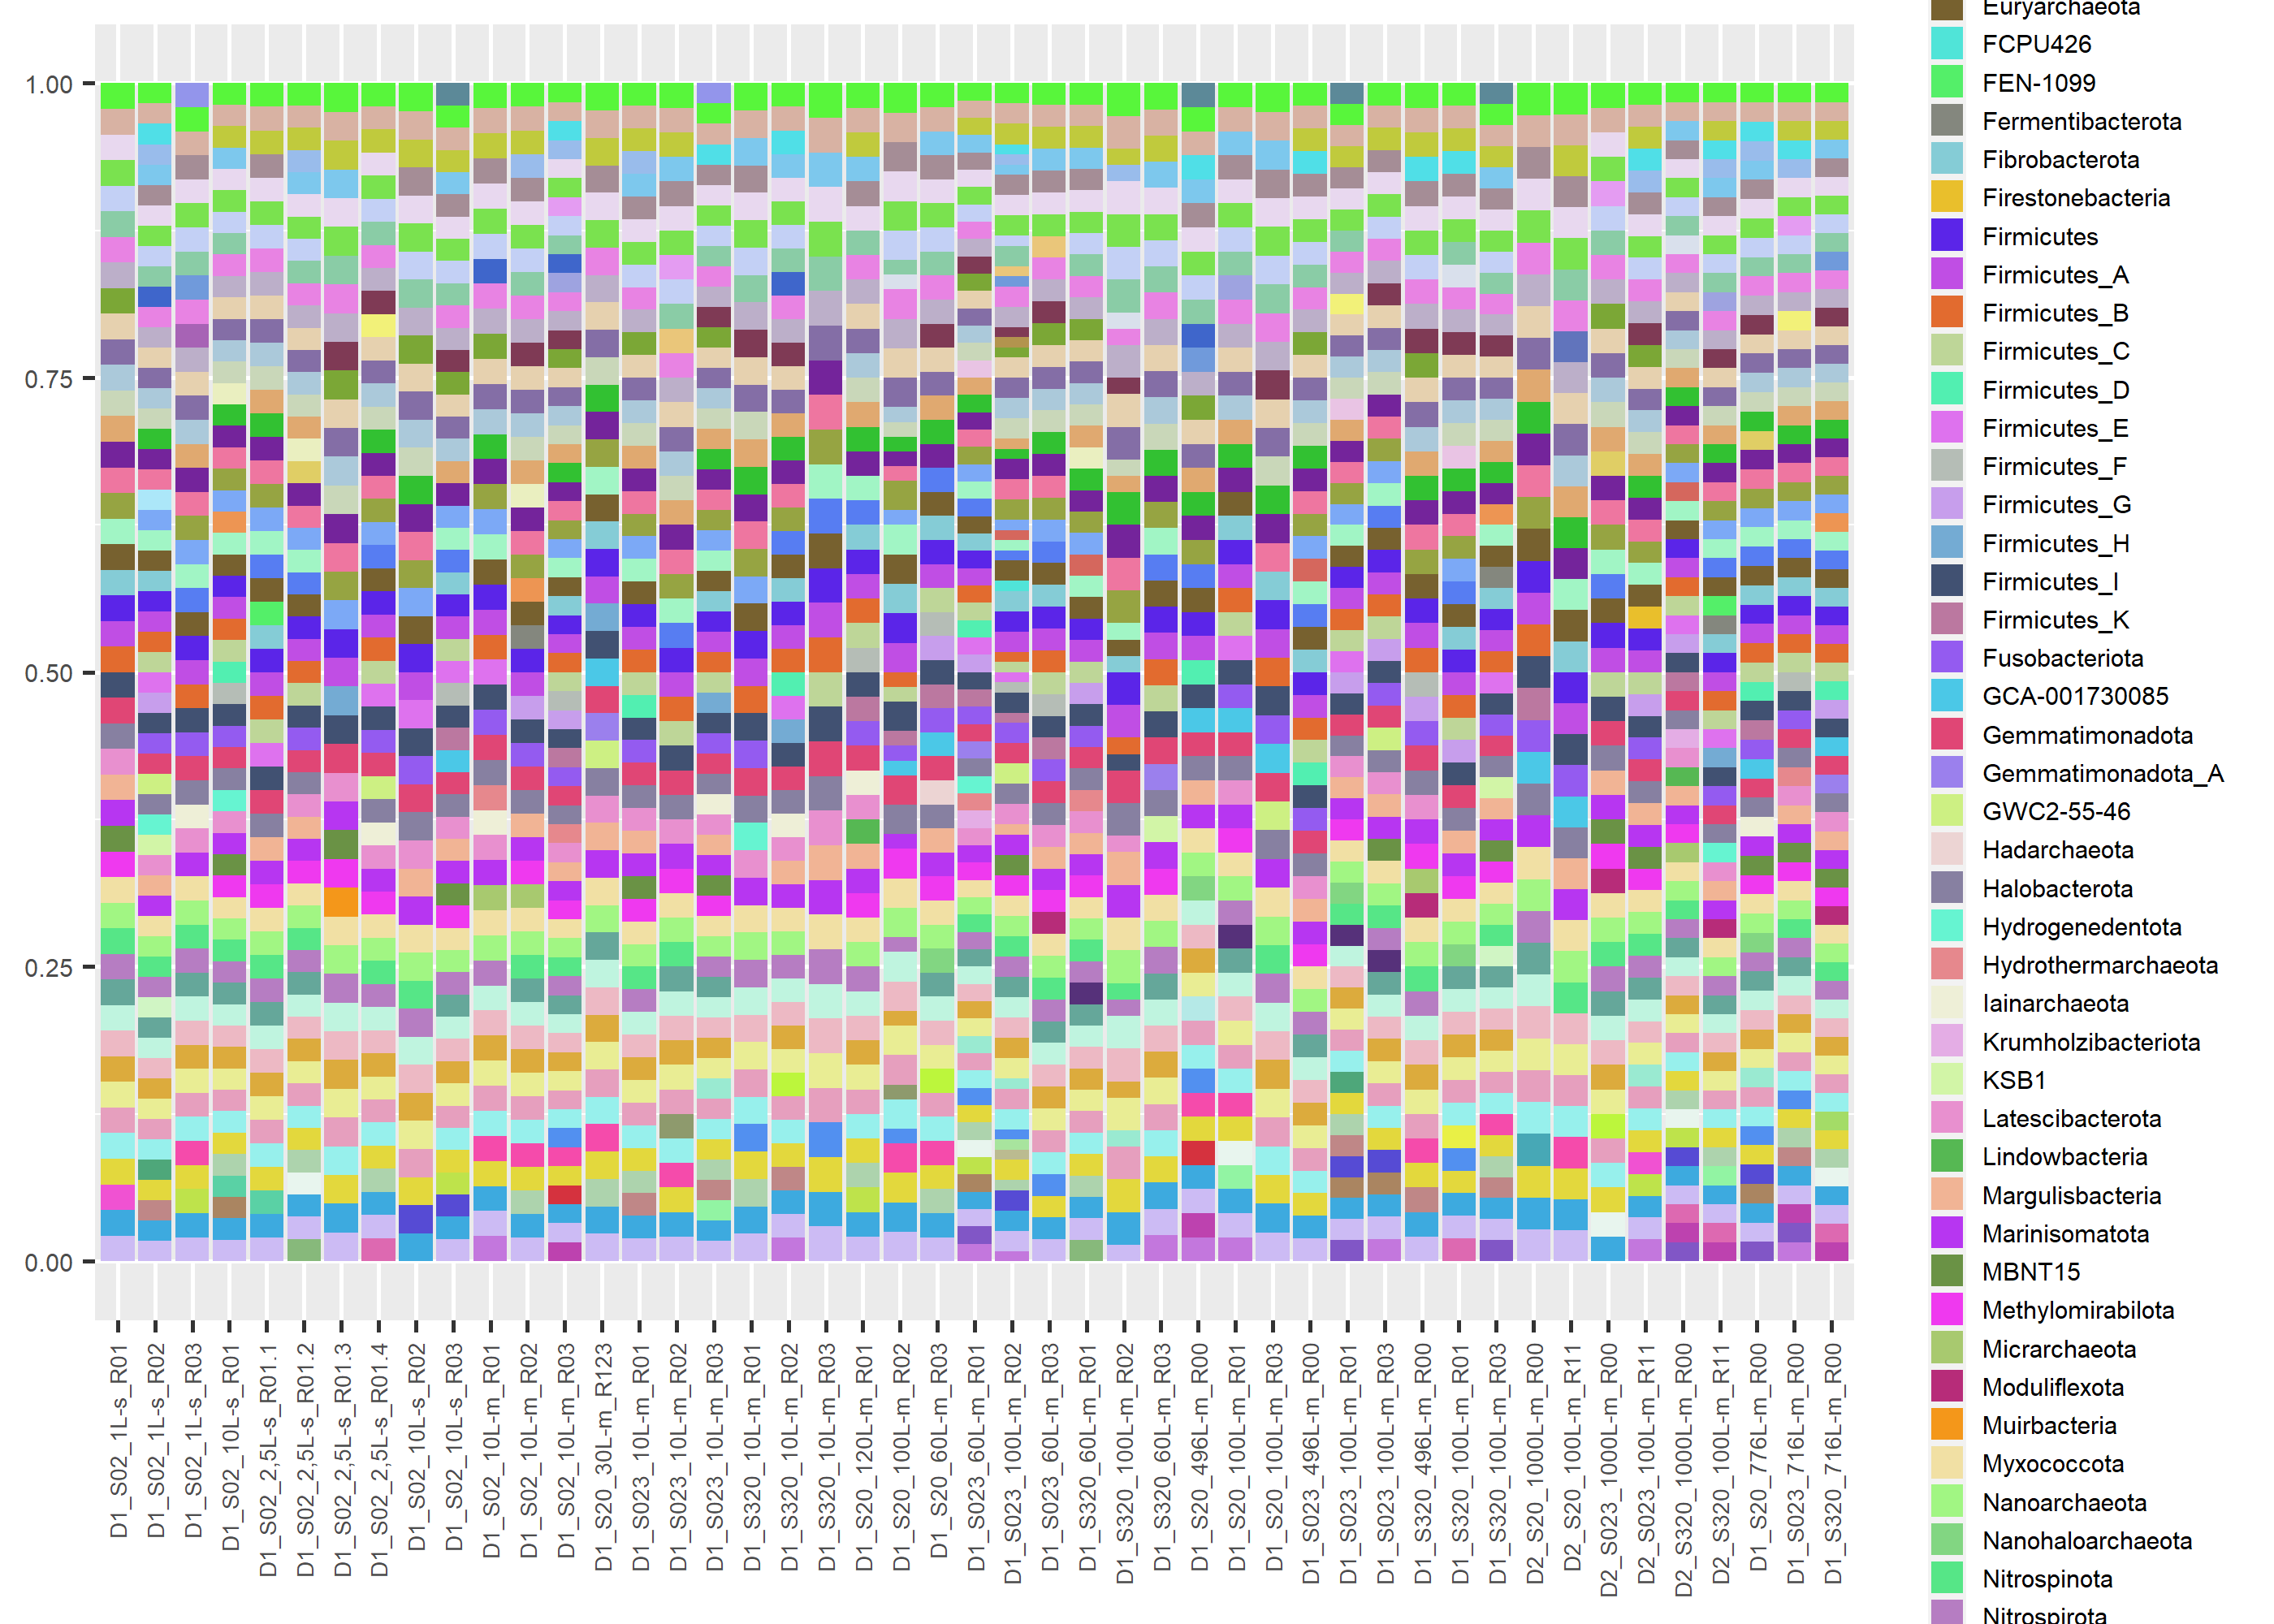 1.00
0.75
0.50
0.25
0.00
D1_S02_1L-s_R01
D1_S02_1L-s_R02
D1_S02_1L-s_R03
D1_S02_10L-s_R01
D1_S02_2,5L-s_R01.1
D1_S02_2,5L-s_R01.2
D1_S02_2,5L-s_R01.3
D1_S02_2,5L-s_R01.4
D1_S02_10L-s_R02
D1_S02_10L-s_R03
D1_S02_10L-m_R01
D1_S02_10L-m_R02
D1_S02_10L-m_R03
D1_S20_30L-m_R123
D1_S023_10L-m_R01
D1_S023_10L-m_R02
D1_S023_10L-m_R03
D1_S320_10L-m_R01
D1_S320_10L-m_R02
D1_S320_10L-m_R03
D1_S20_120L-m_R01
D1_S20_100L-m_R02
D1_S20_60L-m_R03
D1_S023_60L-m_R01
D1_S023_100L-m_R02
D1_S023_60L-m_R03
D1_S320_60L-m_R01
D1_S320_100L-m_R02
D1_S320_60L-m_R03
D1_S20_496L-m_R00
D1_S20_100L-m_R01
D1_S20_100L-m_R03
D1_S023_496L-m_R00
D1_S023_100L-m_R01
D1_S023_100L-m_R03
D1_S320_496L-m_R00
D1_S320_100L-m_R01
D1_S320_100L-m_R03
D2_S20_1000L-m_R00
D2_S20_100L-m_R11
D2_S023_1000L-m_R00
D2_S023_100L-m_R11
D2_S320_1000L-m_R00
D2_S320_100L-m_R11
D1_S20_776L-m_R00
D1_S023_716L-m_R00
D1_S320_716L-m_R00
Euryarchaeota
FCPU426
FEN-1099
Fermentibacterota
Fibrobacterota
Firestonebacteria
Firmicutes
Firmicutes_A
Firmicutes_B
Firmicutes_C
Firmicutes_D
Firmicutes_E
Firmicutes_F
Firmicutes_G
Firmicutes_H
Firmicutes_I
Firmicutes_K
Fusobacteriota
GCA-001730085
Gemmatimonadota
Gemmatimonadota_A
GWC2-55-46
Hadarchaeota
Halobacterota
Hydrogenedentota
Hydrothermarchaeota
Iainarchaeota
Krumholzibacteriota
KSB1
Latescibacterota
Lindowbacteria
Margulisbacteria
Marinisomatota
MBNT15
Methylomirabilota
Micrarchaeota
Moduliflexota
Muirbacteria
Myxococcota
Nanoarchaeota
Nanohaloarchaeota
Nitrospinota
Nitrospirota